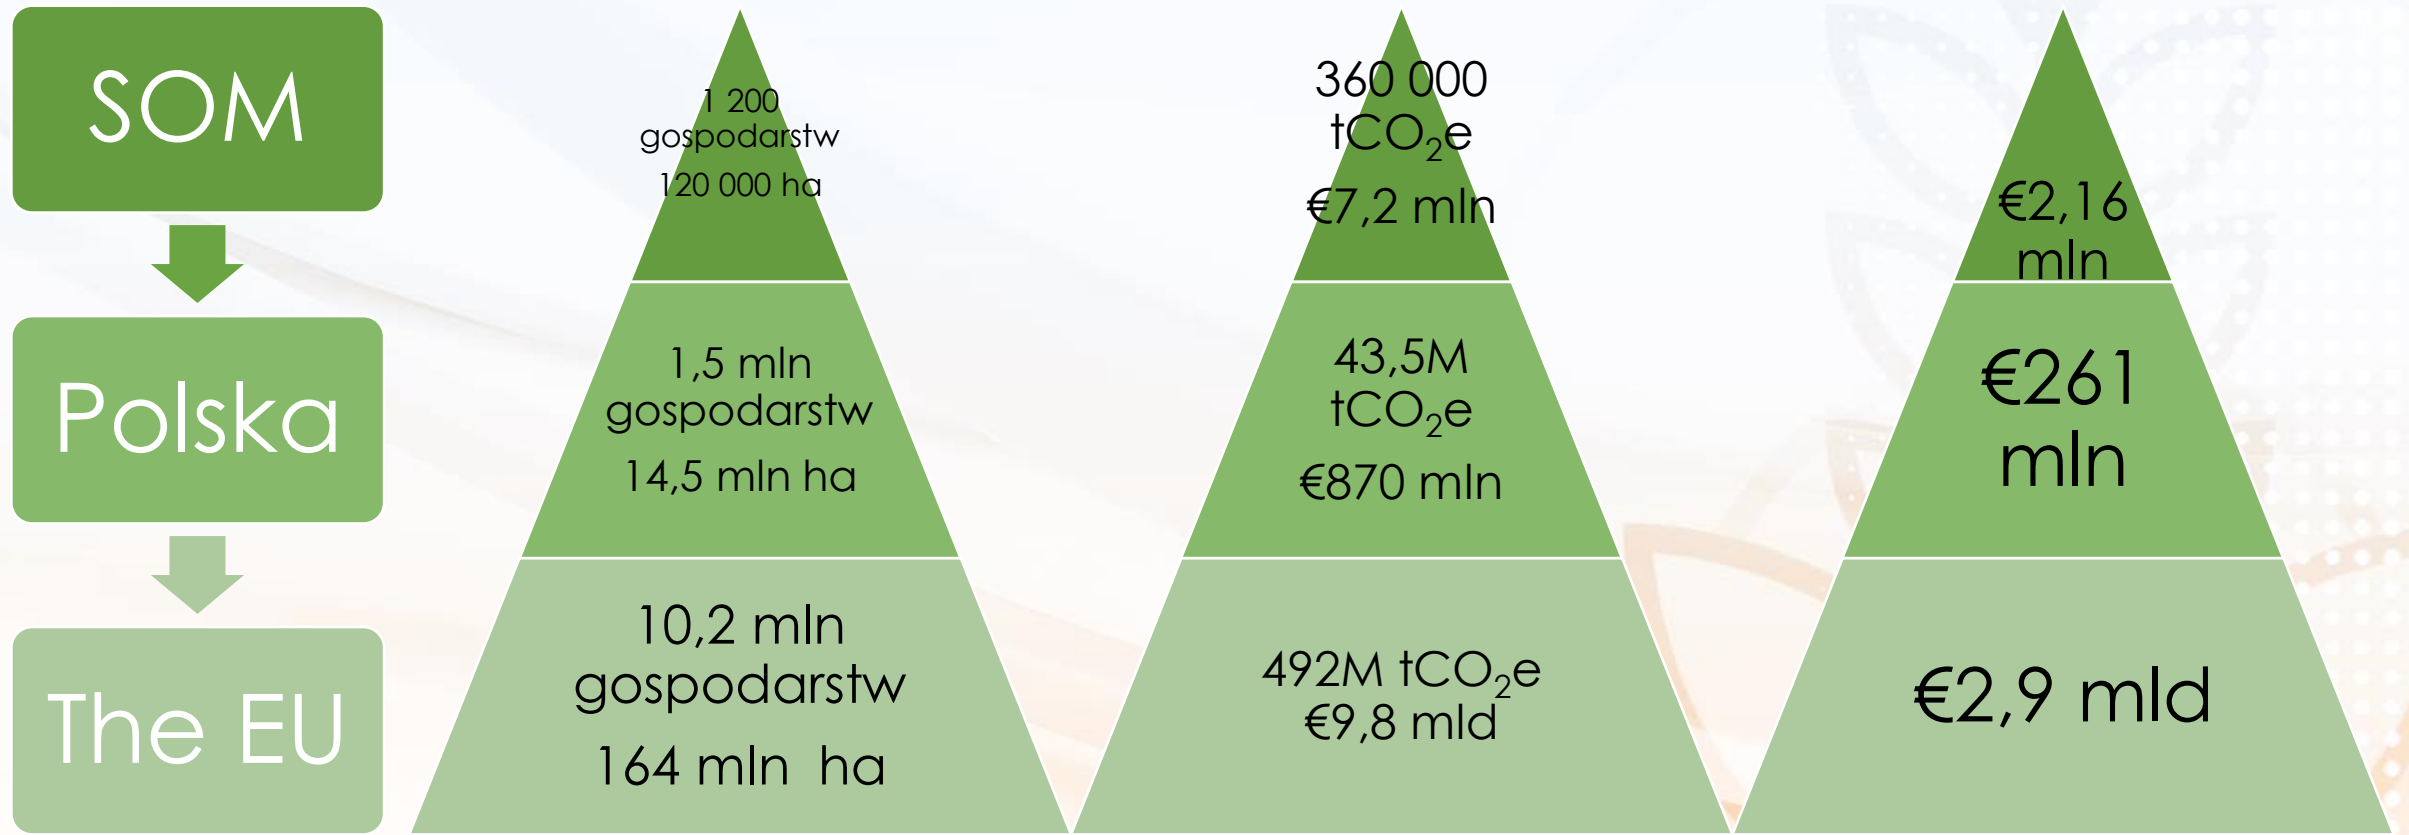 SOM
1 200
gospodarstw
120 000 ha
360 000
tCO₂e
€7,2 mln
€2,16
mln
Polska
1,5 mln
gospodarstw
14,5 mln ha
43,5M
tCO₂e
€870 mln
€261
mln
The EU
10,2 mln
gospodarstw
164 mln ha
492M tCO₂e
€9,8 mld
€2,9 mld